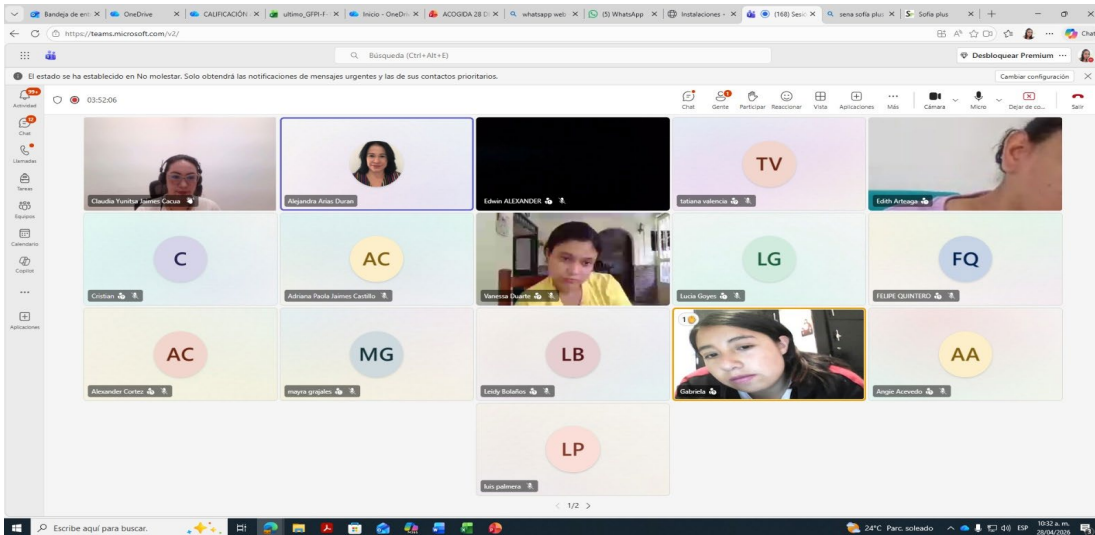 Bandeja de ent
OneDrive
CALIFICACIÓN
ultimo_GFPI-F-
Inicio - OneDri
ACOGIDA 28 D
whatsapp web
(5) WhatsApp
Instalaciones -
(168) Sesic
sena sofia plus
Sofia plus
https://teams.microsoft.com/v2/
Chat
Búsqueda (Ctrl+Alt+E)
Desbloquear Premium
El estado se ha establecido en No molestar. Solo obtendrá las notificaciones de mensajes urgentes y las de sus contactos prioritarios.
Cambiar configuración
99+
Actividad
Chat
Llamadas
Tareas
Equipos
Calendario
Copilot
Aplicaciones
03:52:06
Chat
Gente
Participar
Reaccionar
Vista
Aplicaciones
Más
Cámara
Micro
Dejar de co...
Salir
Claudia Yunitsa Jaimes Cacua
Alejandra Arias Duran
Edwin ALEXANDER
TV
tatiana valencia
Edith Arteaga
C
Cristian
AC
Adriana Paola Jaimes Castillo
Vanessa Duarte
LG
Lucia Goyes
FQ
FELIPE QUINTERO
AC
Alexander Cortez
MG
mayra grajales
LB
Leidy Bolaños
1
Gabriela
AA
Angie Acevedo
LP
luis palmera
1/2
Escribe aquí para buscar.
24°C Parc. soleado
ESP
10:32 a. m.
28/04/2026